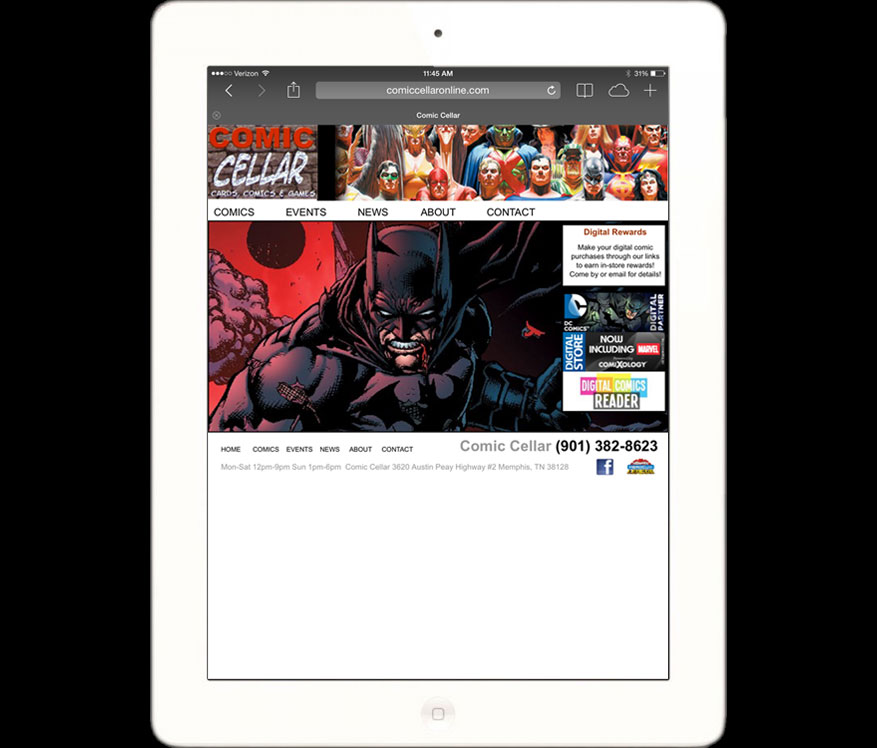 Verizon 11:45 AM 31%
comiccellaronline.com
Comic Cellar
COMIC
CELLAR
CARDS, COMICS & GAMES
COMICS EVENTS NEWS ABOUT CONTACT
Digital Rewards
Make your digital comic
purchases through our links
to earn in-store rewards!
Come by or email for details!
DC COMICS
DIGITAL PARTNER
DIGITAL STORE
NOW
INCLUDING MARVEL
COMIXOLOGY
DIGITAL COMICS
READER
HOME COMICS EVENTS NEWS ABOUT CONTACT
Comic Cellar (901) 382-8623
Mon-Sat 12pm-9pm Sun 1pm-6pm Comic Cellar 3620 Austin Peay Highway #2 Memphis, TN 38128
f